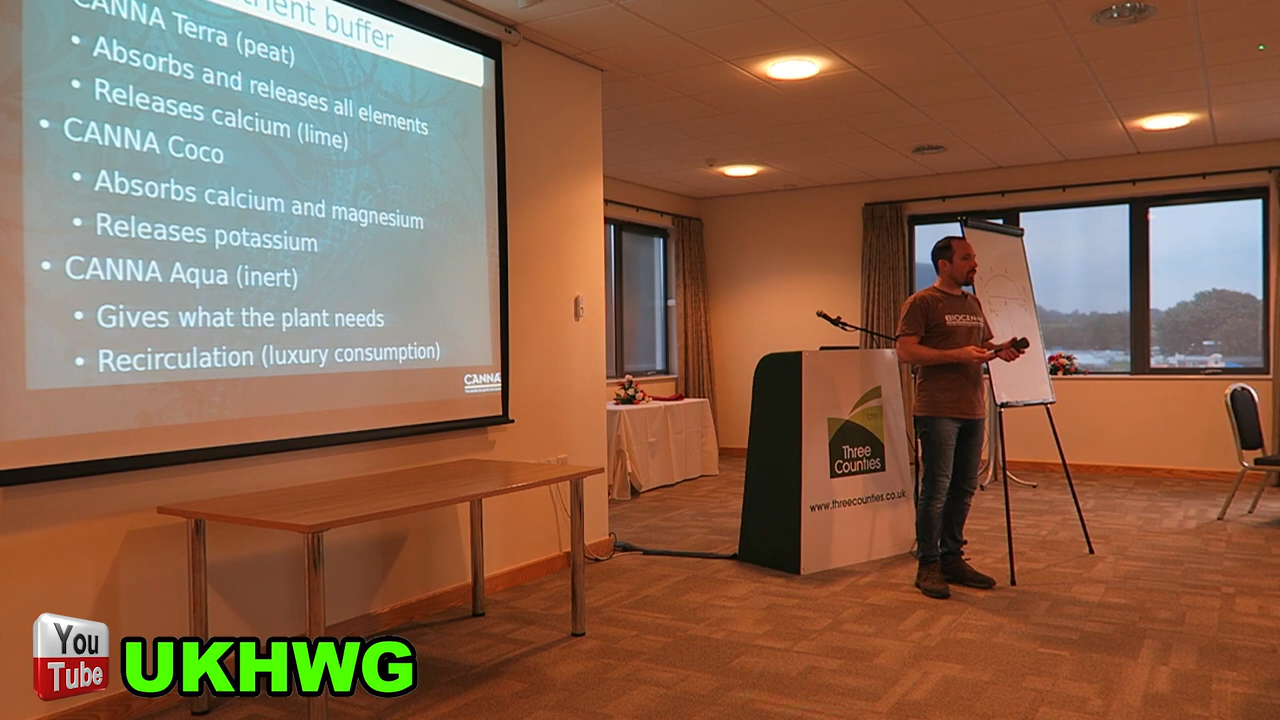 trient buffer
CANNA Terra (peat)
• Absorbs and releases all elements
• Releases calcium (lime)
• CANNA Coco
• Absorbs calcium and magnesium
• Releases potassium
• CANNA Aqua (inert)
• Gives what the plant needs
• Recirculation (luxury consumption)
CANNA
Three
Counties
www.threecounties.co.uk
You
Tube
UKHWG